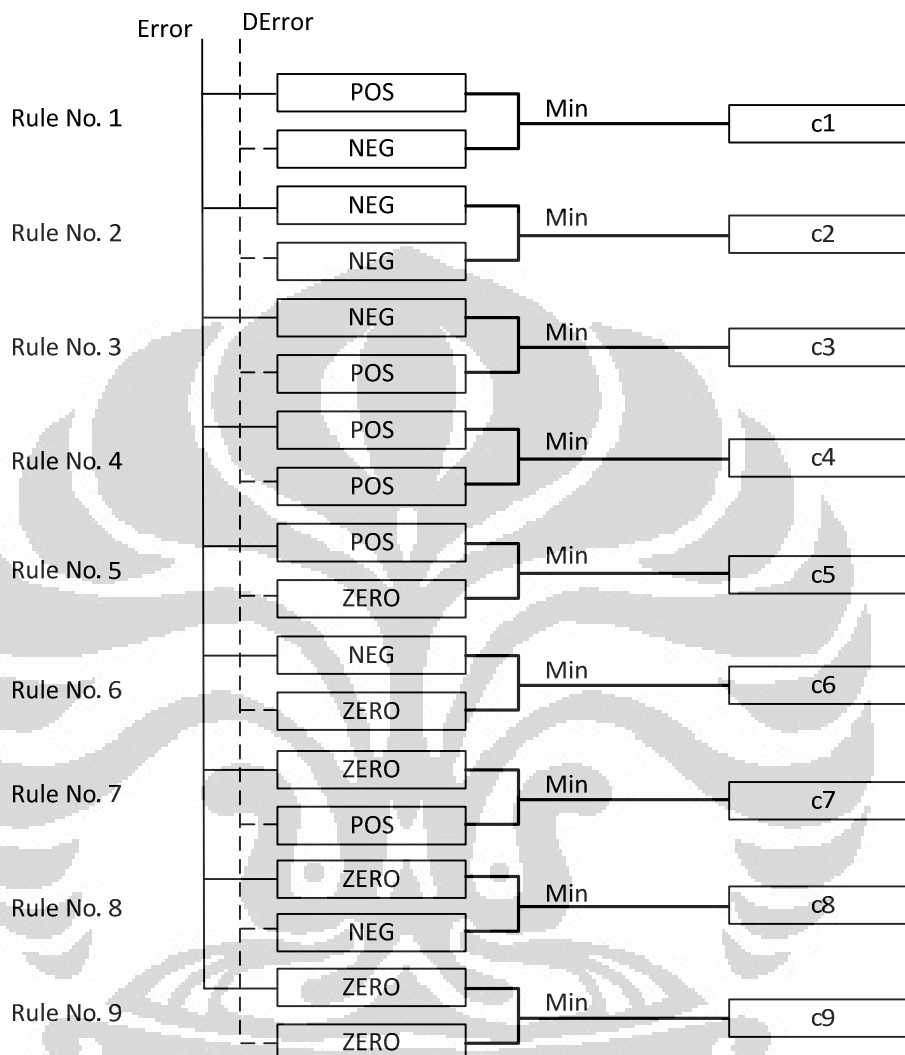 Error DError
POS
Rule No. 1 Min c1
NEG
NEG
Rule No. 2 Min c2
NEG
NEG
Rule No. 3 Min c3
POS
POS
Rule No. 4 Min c4
POS
POS
Rule No. 5 Min c5
ZERO
NEG
Rule No. 6 Min c6
ZERO
ZERO
Rule No. 7 Min c7
POS
ZERO
Rule No. 8 Min c8
NEG
ZERO
Rule No. 9 Min c9
ZERO